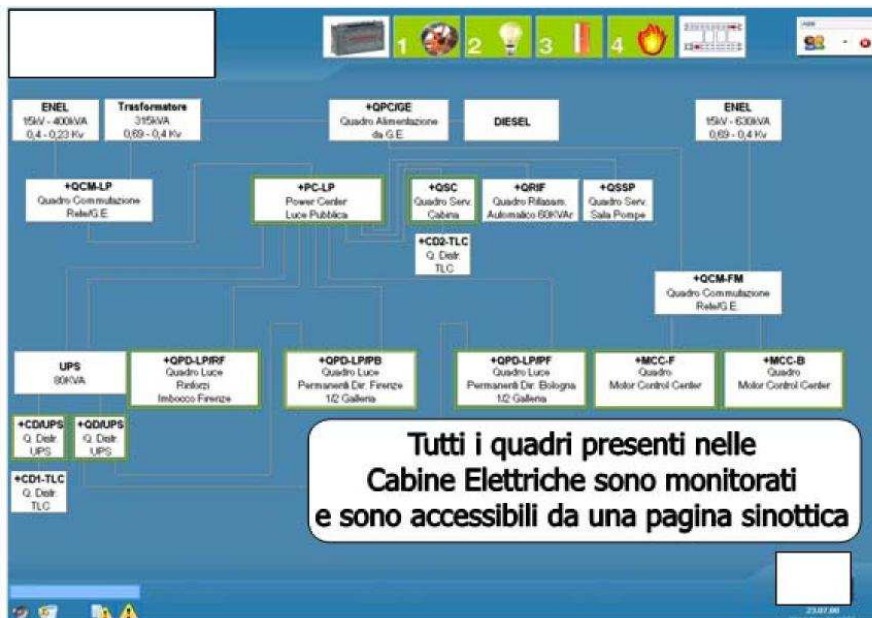 1
2
3
4
ENEL
15kV - 400kVA
0,4 - 0,23 Kv
Trasformatore
315kVA
0,69 - 0,4 Kv
+QPC/GE
Quadro Alimentazione
da G.E.
DIESEL
ENEL
15kV - 630kVA
0,69 - 0,4 Kv
+QCM-LP
Quadro Commutazione
Rete/G.E.
+PC-LP
Power Center
Luce Pubblica
+QSC
Quadro Serv.
Cabina
+QRIF
Quadro Rifasam.
Automatico 60KVAr
+QSSP
Quadro Serv.
Sala Pompe
+CD2-TLC
Q. Distr.
TLC
+QCM-FM
Quadro Commutazione
Rete/G.E.
UPS
80KVA
+QPD-LP/RF
Quadro Luce
Rinforzi
Imbocco Firenze
+QPD-LP/PB
Quadro Luce
Permanenti Dir. Firenze
1/2 Galleria
+QPD-LP/PF
Quadro Luce
Permanenti Dir. Bologna
1/2 Galleria
+MCC-F
Quadro
Motor Control Center
+MCC-B
Quadro
Motor Control Center
+CD/UPS
Q. Distr.
UPS
+QD/UPS
Q. Distr.
UPS
+CD1-TLC
Q. Distr.
TLC
Tutti i quadri presenti nelle
Cabine Elettriche sono monitorati
e sono accessibili da una pagina sinottica